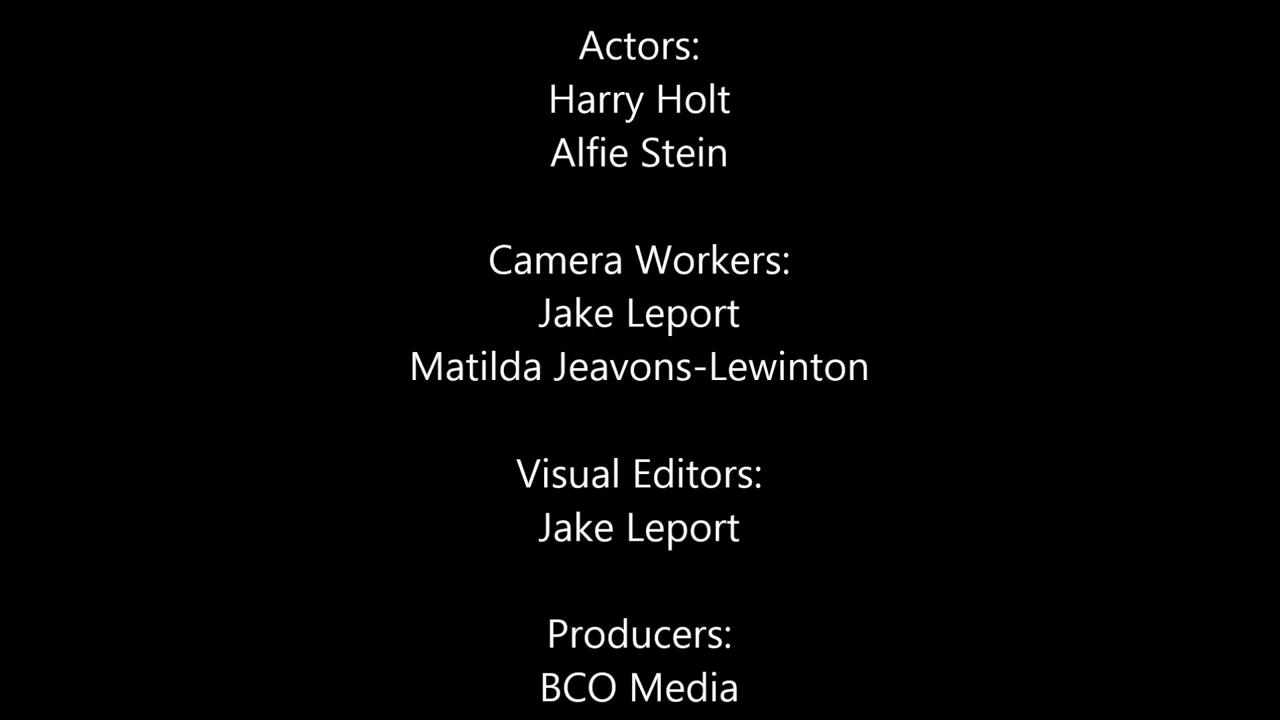 Actors:
Harry Holt
Alfie Stein
Camera Workers:
Jake Leport
Matilda Jeavons-Lewinton
Visual Editors:
Jake Leport
Producers:
BCO Media